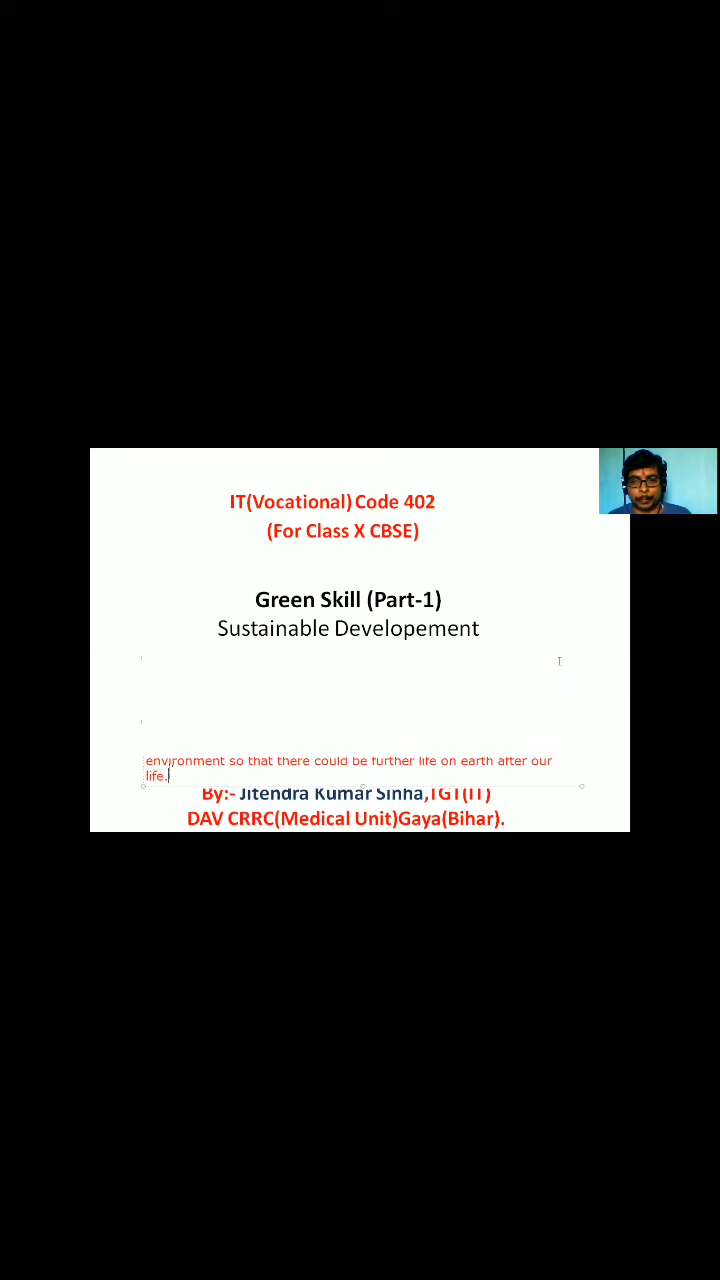 IT(Vocational) Code 402
(For Class X CBSE)
Green Skill (Part-1)
Sustainable Developement
environment so that there could be further life on earth after our
life.
By:- Jitendra Kumar Sinha,TGT(IT)
DAV CRRC(Medical Unit)Gaya(Bihar).